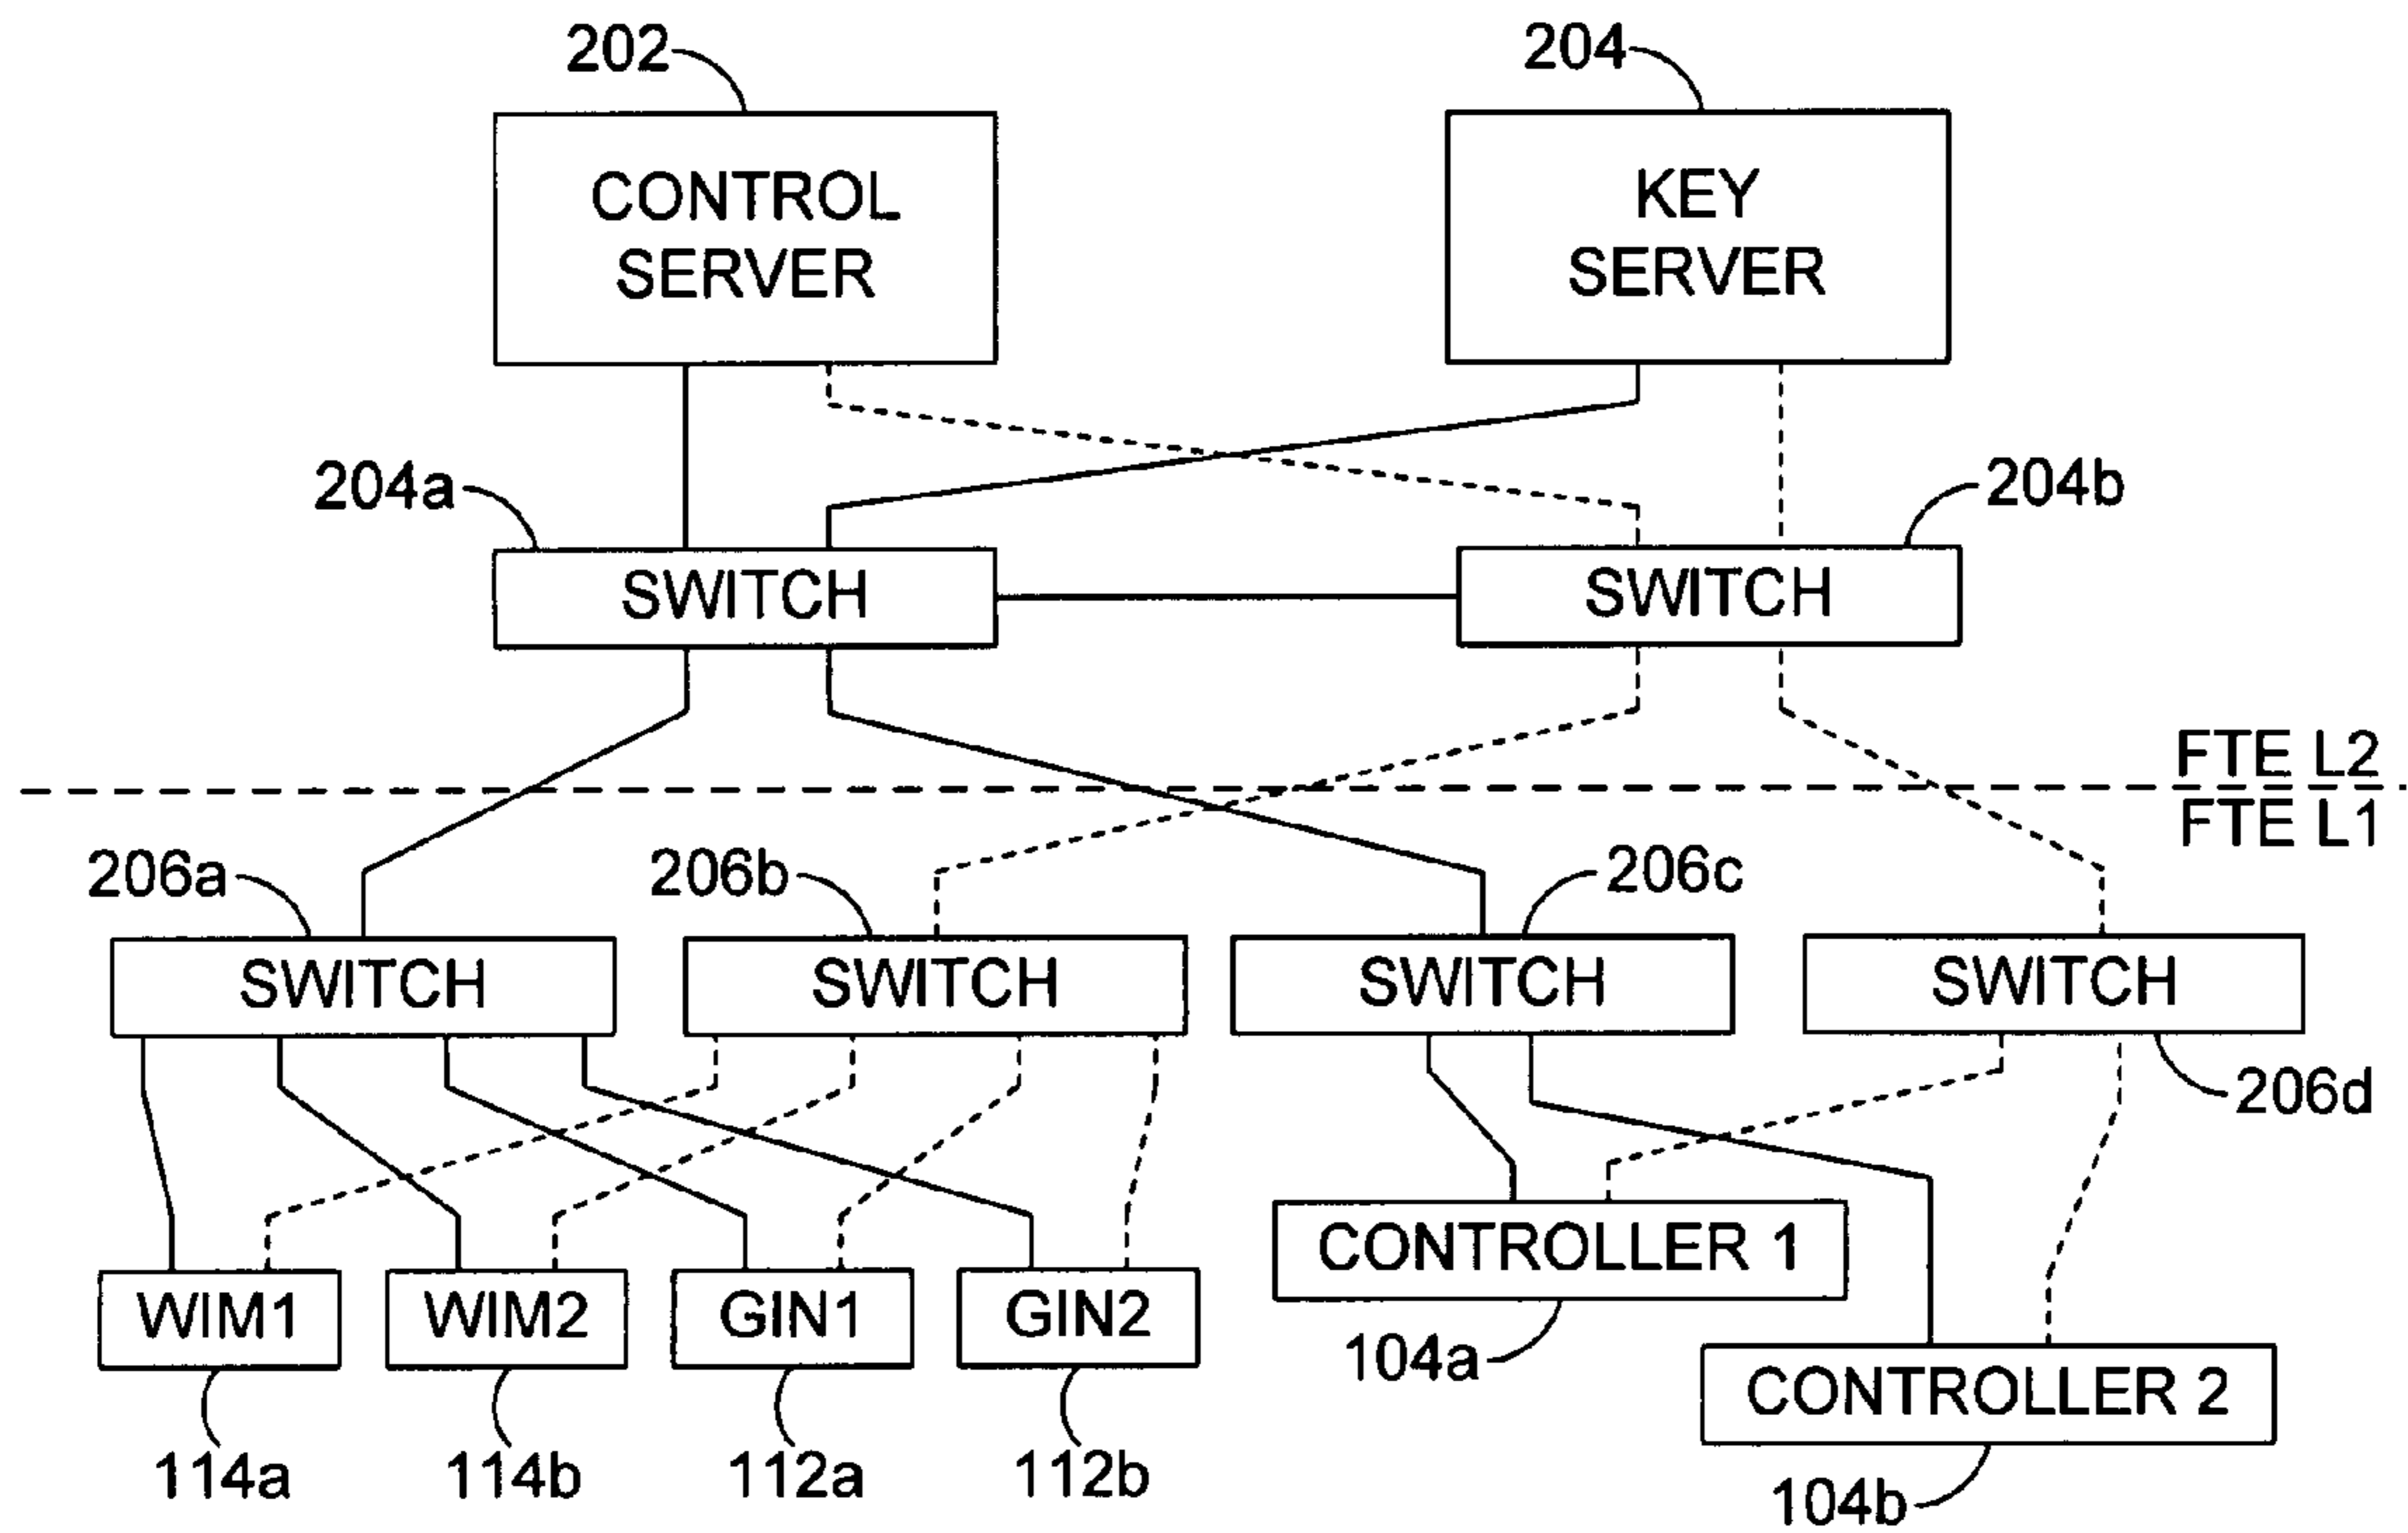 202
204
CONTROL
SERVER
KEY
SERVER
204a
204b
SWITCH
SWITCH
FTE L2
FTE L1
206a
206b
206c
SWITCH
SWITCH
SWITCH
SWITCH
206d
CONTROLLER 1
WIM1
WIM2
GIN1
GIN2
104a
CONTROLLER 2
114a
114b
112a
112b
104b